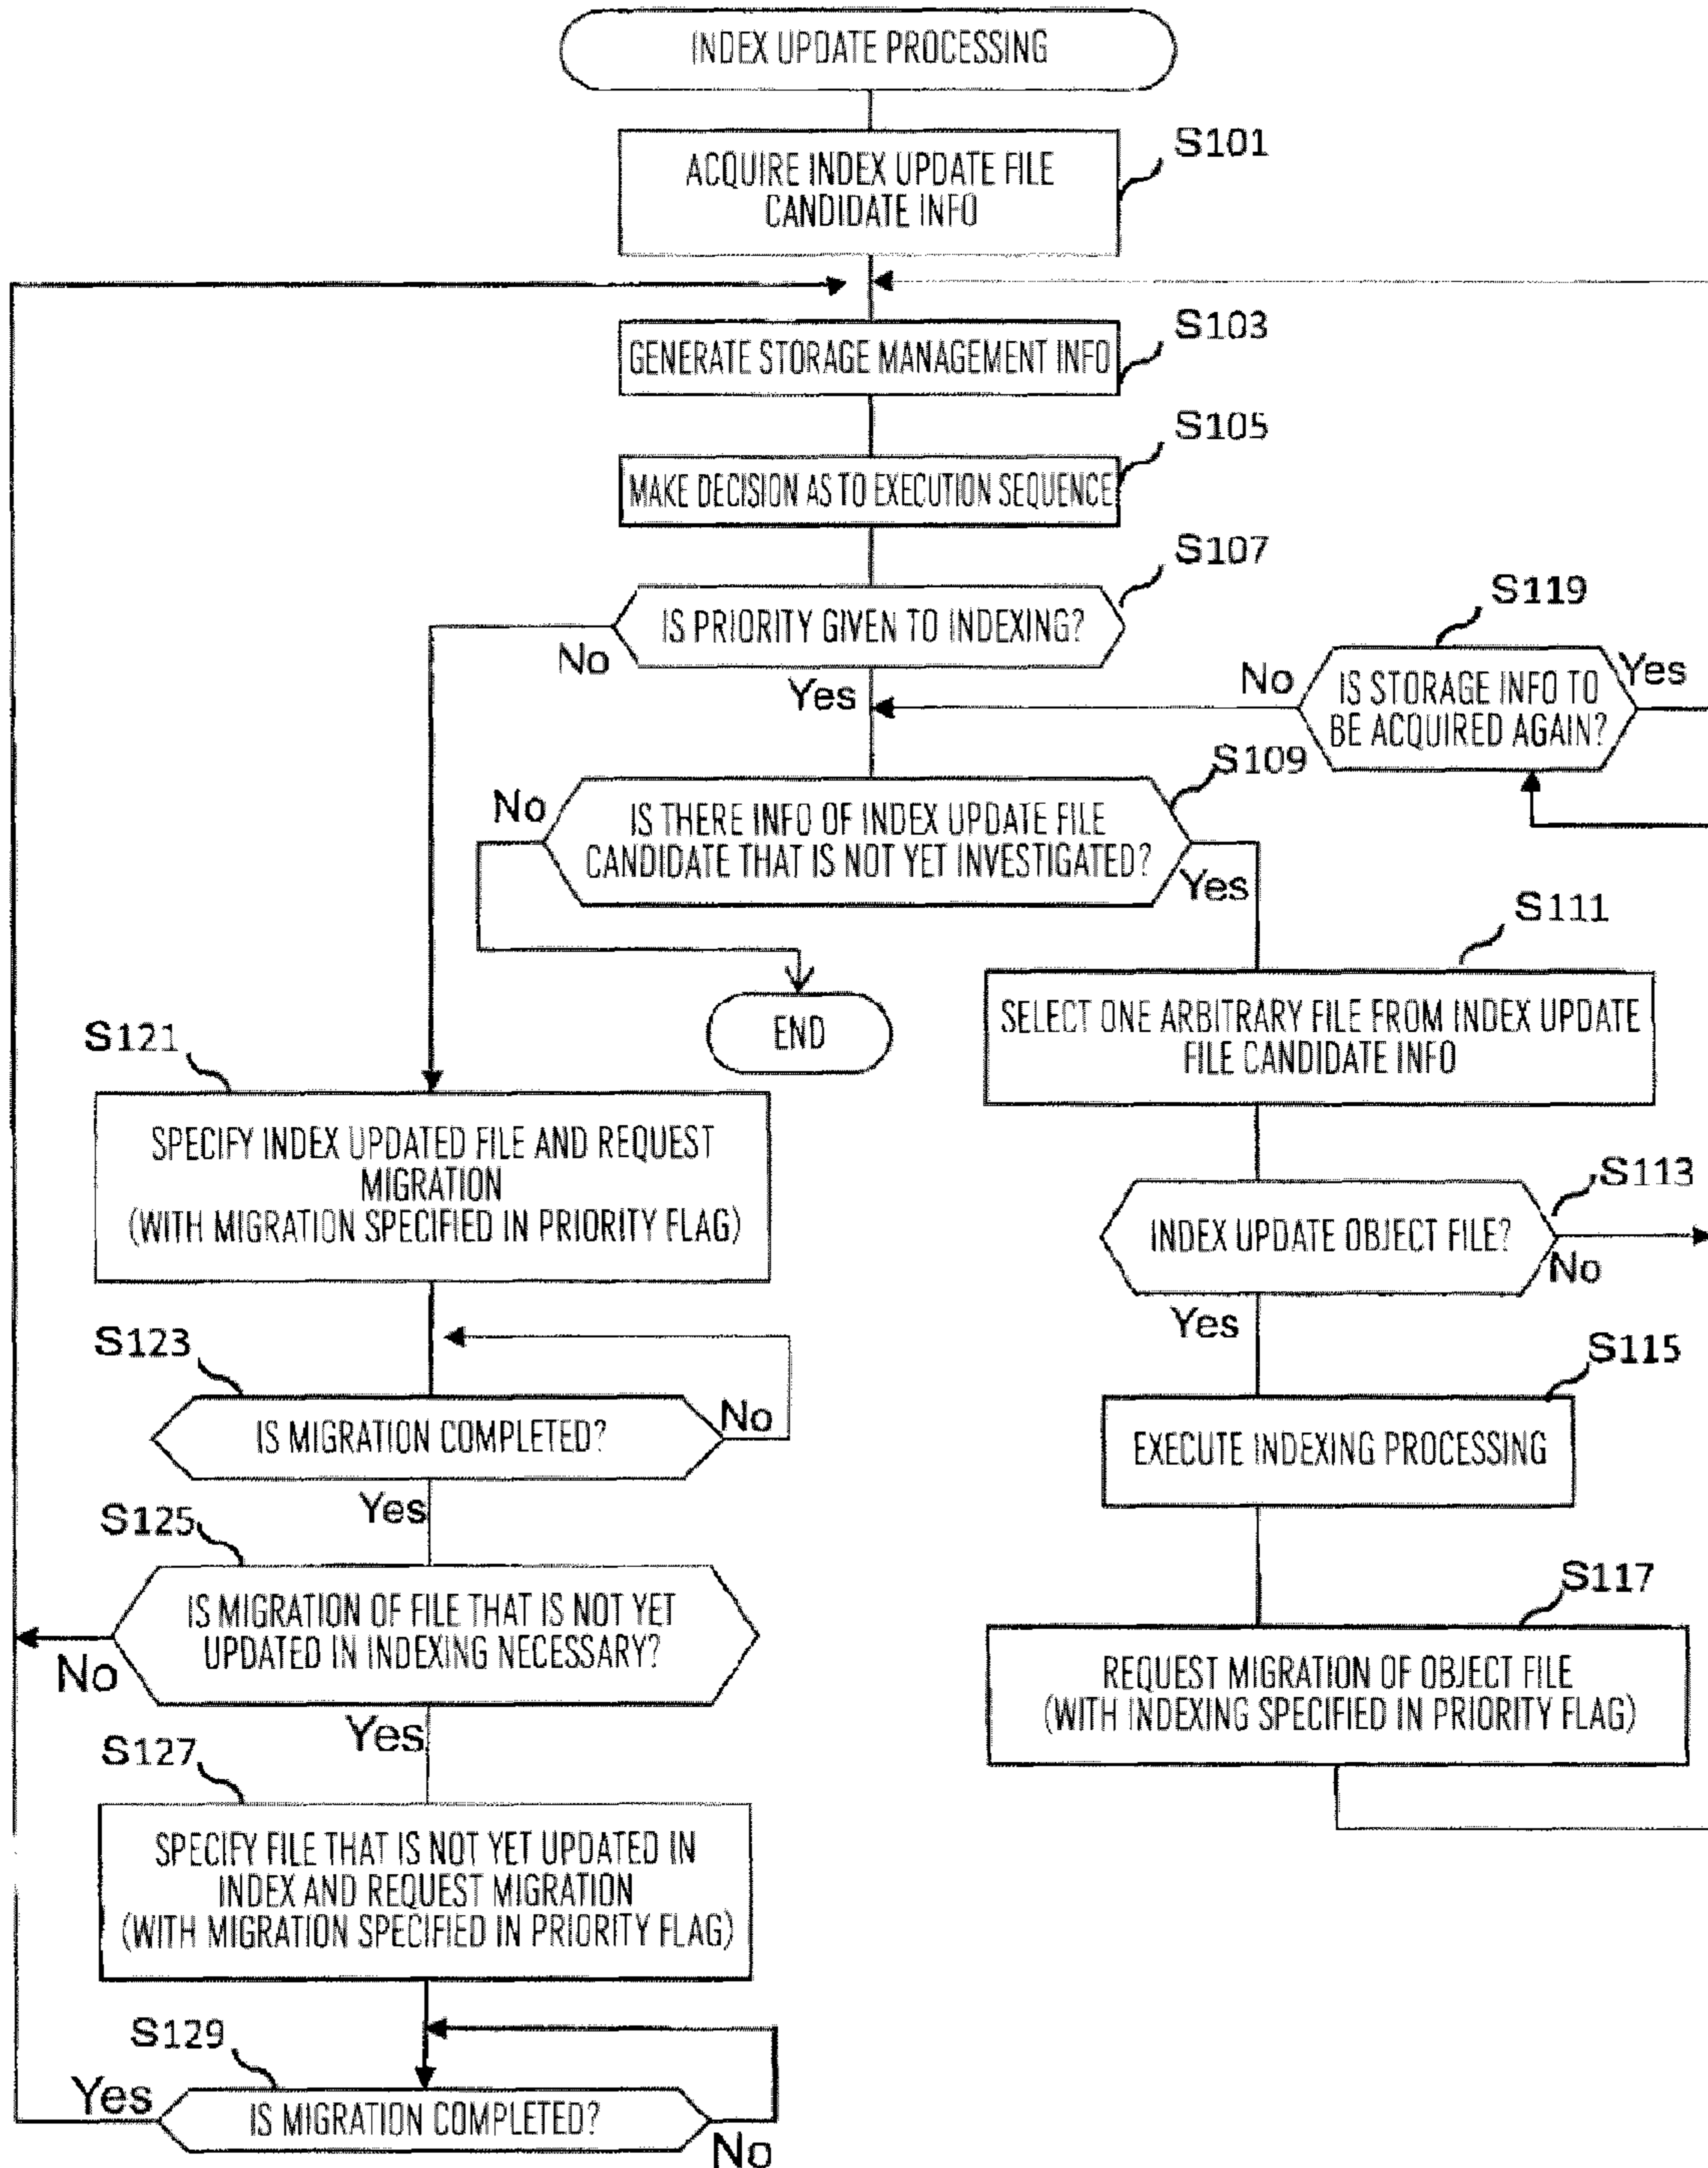 INDEX UPDATE PROCESSING
S101
ACQUIRE INDEX UPDATE FILE
CANDIDATE INFO
S103
GENERATE STORAGE MANAGEMENT INFO
S105
MAKE DECISION AS TO EXECUTION SEQUENCE
S107
IS PRIORITY GIVEN TO INDEXING?
No
Yes
S119
No
Yes
IS STORAGE INFO TO
BE ACQUIRED AGAIN?
S109
No
IS THERE INFO OF INDEX UPDATE FILE
CANDIDATE THAT IS NOT YET INVESTIGATED?
Yes
END
S111
SELECT ONE ARBITRARY FILE FROM INDEX UPDATE
FILE CANDIDATE INFO
S113
INDEX UPDATE OBJECT FILE?
No
Yes
S115
EXECUTE INDEXING PROCESSING
S117
REQUEST MIGRATION OF OBJECT FILE
(WITH INDEXING SPECIFIED IN PRIORITY FLAG)
S121
SPECIFY INDEX UPDATED FILE AND REQUEST
MIGRATION
(WITH MIGRATION SPECIFIED IN PRIORITY FLAG)
S123
IS MIGRATION COMPLETED?
No
Yes
S125
IS MIGRATION OF FILE THAT IS NOT YET
UPDATED IN INDEXING NECESSARY?
No
Yes
S127
SPECIFY FILE THAT IS NOT YET UPDATED IN
INDEX AND REQUEST MIGRATION
(WITH MIGRATION SPECIFIED IN PRIORITY FLAG)
S129
Yes
IS MIGRATION COMPLETED?
No